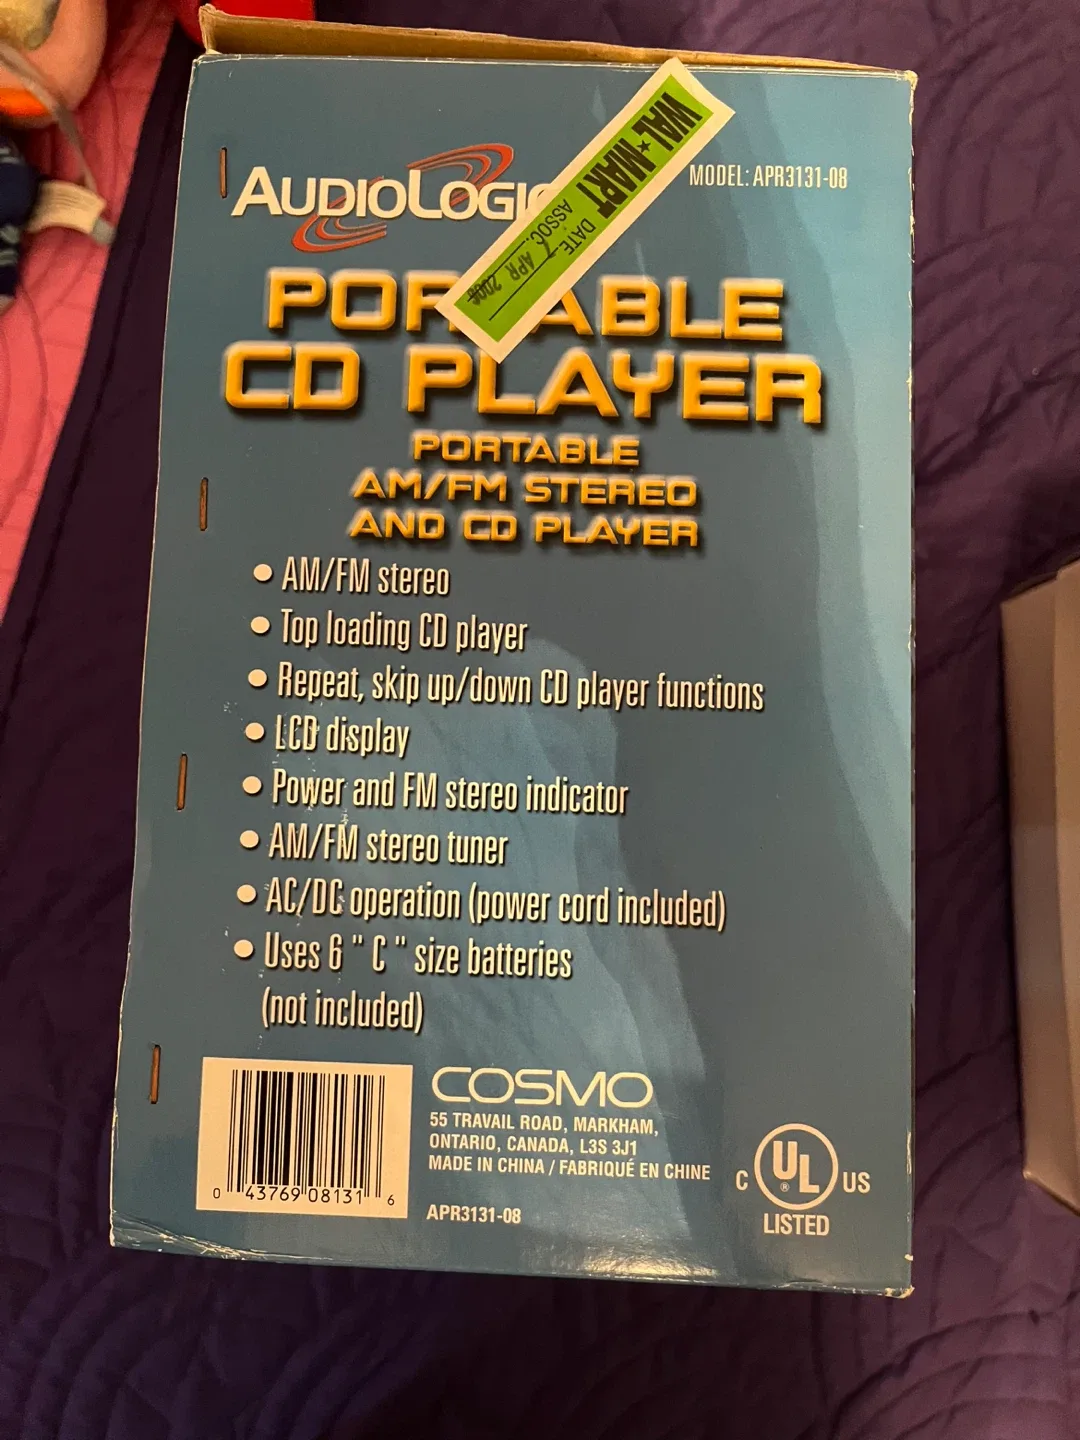 AUDIOLOGIC
MODEL: APR3131-08
WAL★MART
DATE 7 APR 2006
ASSOC.
PORTABLE
CD PLAYER
PORTABLE
AM/FM STEREO
AND CD PLAYER
• AM/FM stereo
• Top loading CD player
• Repeat, skip up/down CD player functions
• LCD display
• Power and FM stereo indicator
• AM/FM stereo tuner
• AC/DC operation (power cord included)
• Uses 6 " C " size batteries
(not included)
0 43769 08131 6
COSMO
55 TRAVAIL ROAD, MARKHAM,
ONTARIO, CANADA, L3S 3J1
MADE IN CHINA / FABRIQUÉ EN CHINE
APR3131-08
C UL ® US
LISTED